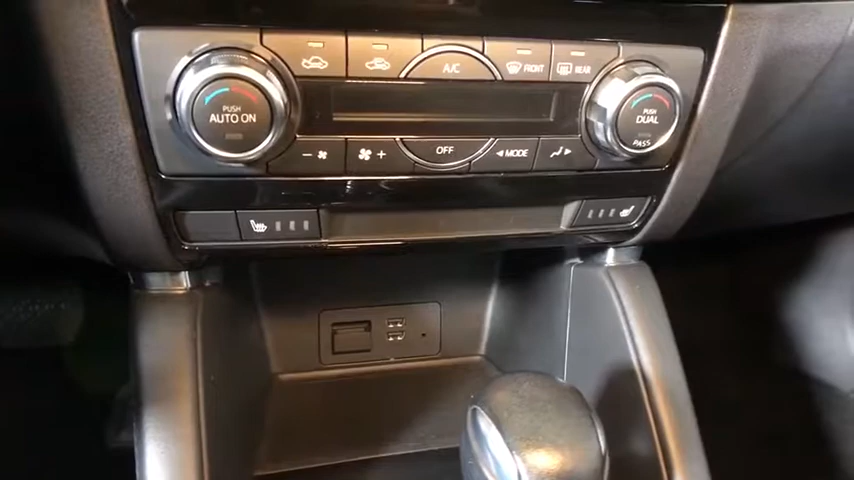 A/C
FRONT
REAR
PUSH
AUTO ON
PUSH
DUAL
PASS
- +
OFF
◄MODE